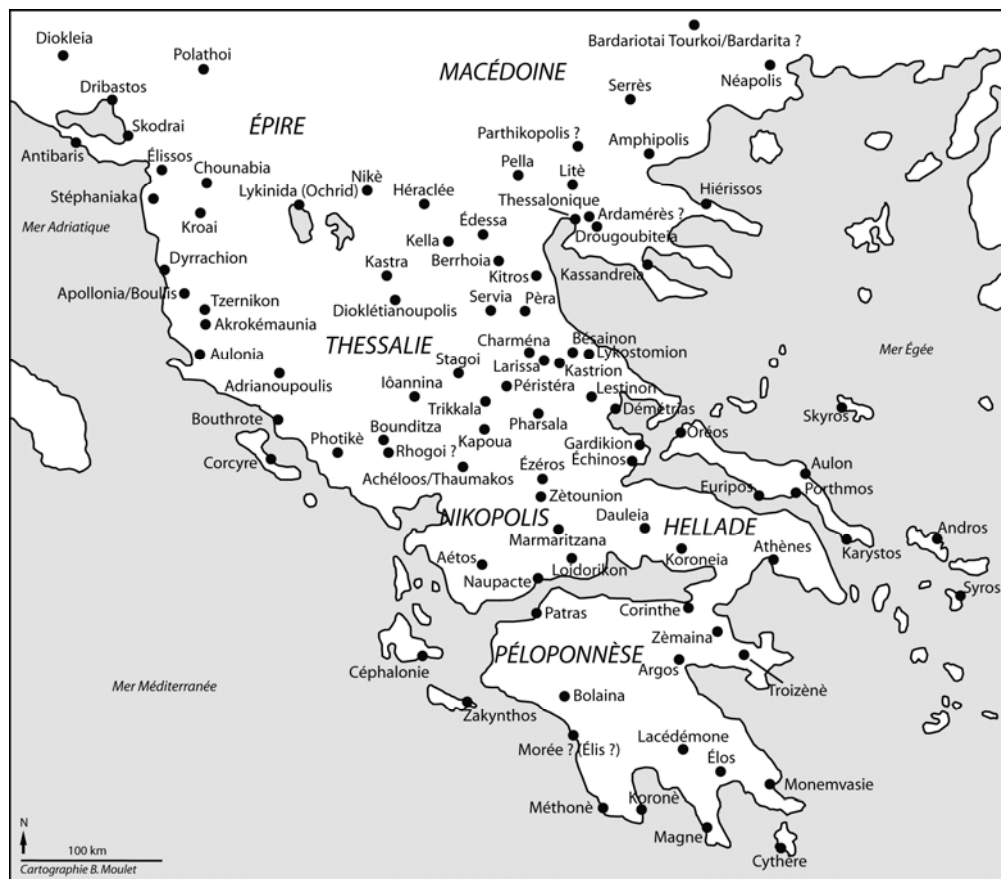 Diokleia
Bardariotai Tourkoi/Bardarita ?
Polathoi
MACÉDOINE
Néapolis
Dribastos
Serrès
ÉPIRE
Skodrai
Parthikopolis ?
Amphipolis
Antibaris
Élissos
Chounabia
Pella
Litè
Nikè
Lykinida (Ochrid)
Héraclée
Hiérissos
Stéphaniaka
Thessalonique
Ardamérès ?
Mer Adriatique
Kroai
Édessa
Drougoubiteia
Kella
Berrhoia
Dyrrachion
Kastra
Kitros
Kassandreia
Apollonia/Boullis
Tzernikon
Dioklétianoupolis
Servia
Pèra
Akrokémaunia
THESSALIE
Charména
Bésainon
Mer Égée
Aulonia
Stagoi
Larissa
Lykostomion
Kastrion
Adrianoupoulis
Iôannina
Péristéra
Lestinon
Trikkala
Démétrias
Skyros
Bouthrote
Bounditza
Pharsala
Photikè
Kapoua
Oréos
Rhogoi ?
Gardikion
Corcyre
Échinos
Aulon
Achéloos/Thaumakos
Ézéros
Euripos
Porthmos
Zètounion
NIKOPOLIS
Dauleia
HELLADE
Andros
Marmaritzana
Karystos
Aétos
Koroneia
Athènes
Loidorikon
Naupacte
Syros
Patras
Corinthe
Zèmaina
PÉLOPONNÈSE
Céphalonie
Argos
Troizènè
Mer Méditerranée
Bolaina
Zakynthos
Morée ? (Élis ?)
Lacédémone
Élos
Monemvasie
Méthonè
Koronè
Magne
N
100 km
Cythère
Cartographie B. Moulet